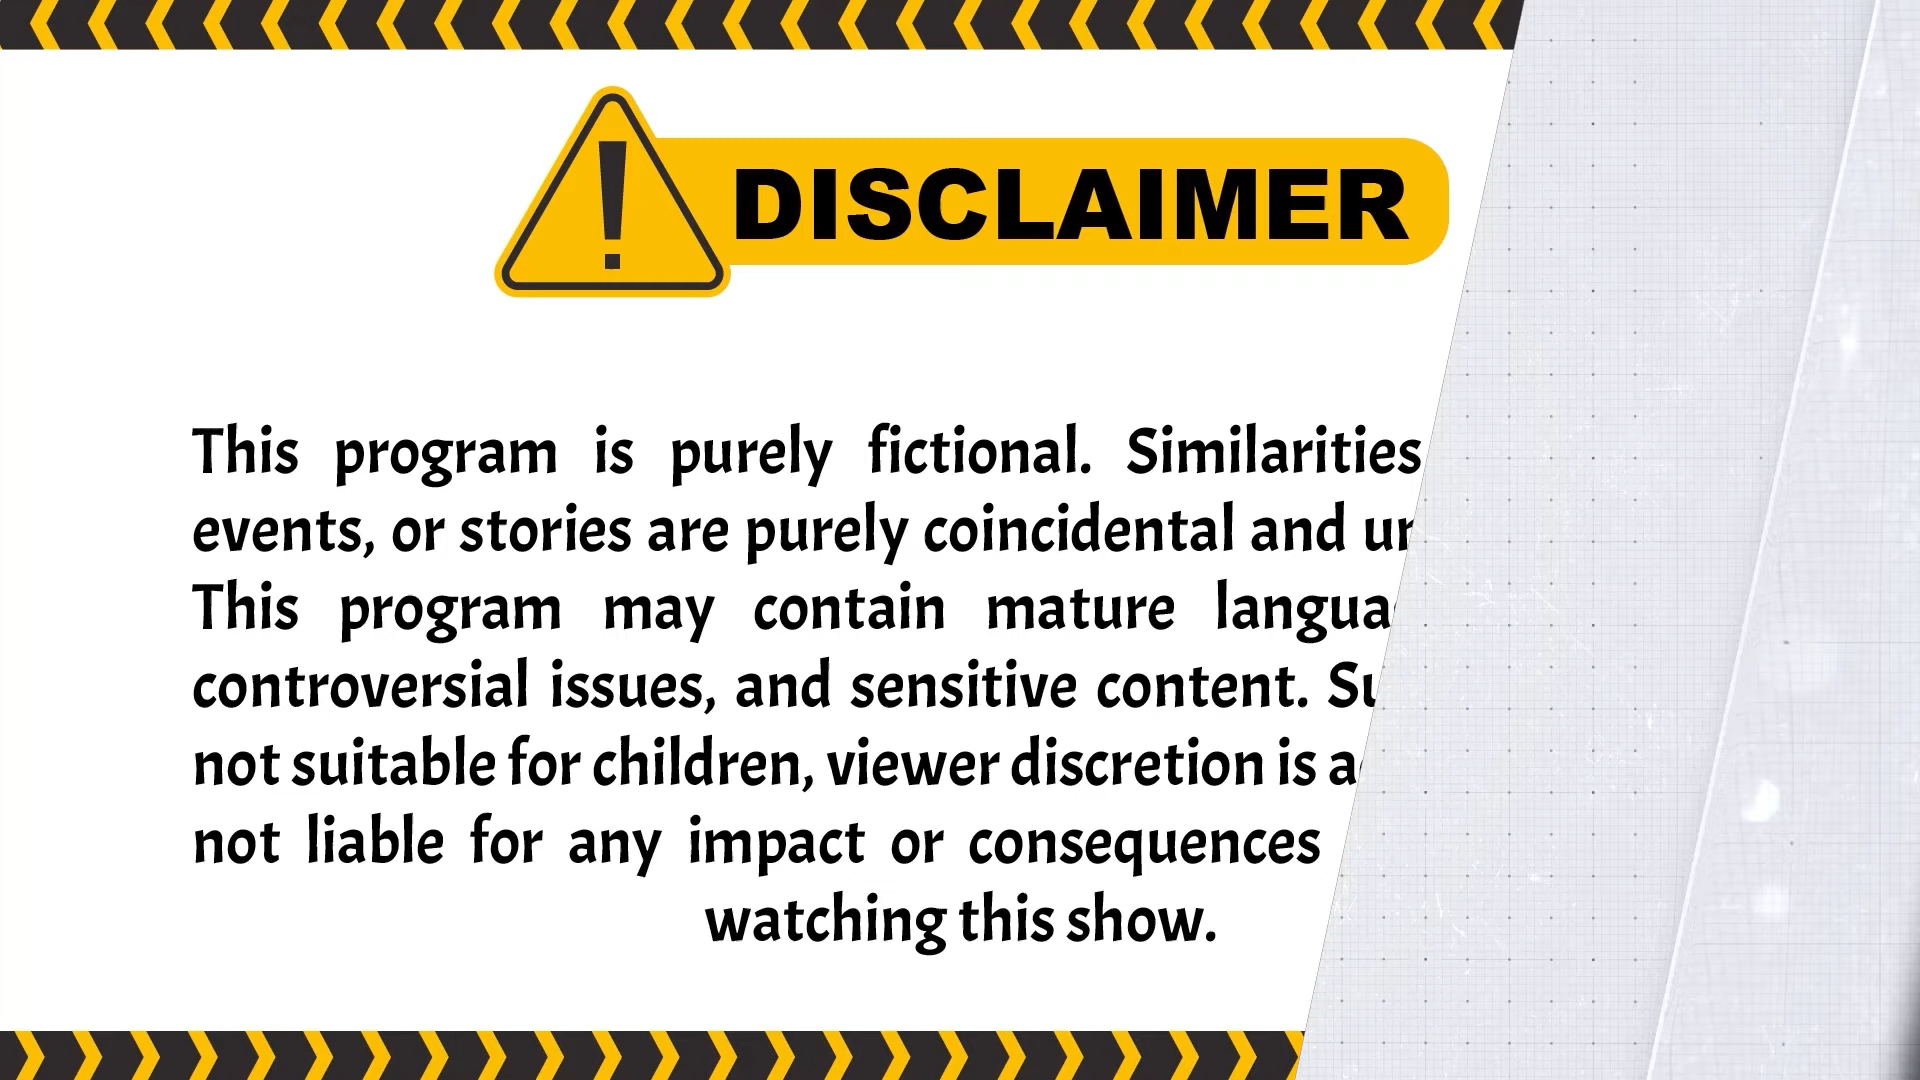 DISCLAIMER
This program is purely fictional. Similarities
events, or stories are purely coincidental and
This program may contain mature
controversial issues, and sensitive content.
not suitable for children, viewer discretion is
not liable for any impact or consequences
watching this show.